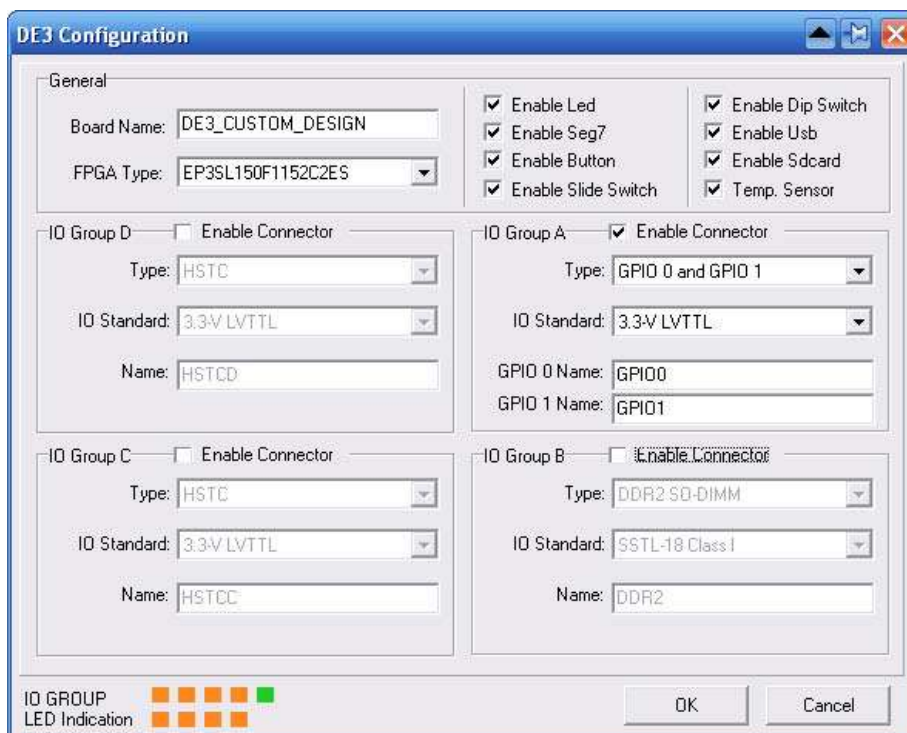 DE3 Configuration
General
Board Name: DE3_CUSTOM_DESIGN
FPGA Type: EP3SL150F1152C2ES
Enable Led
Enable Seg7
Enable Button
Enable Slide Switch
Enable Dip Switch
Enable Usb
Enable Sdcard
Temp. Sensor
IO Group D Enable Connector
Type: HSTC
IO Standard: 3.3-V LVTTL
Name: HSTCD
IO Group A Enable Connector
Type: GPIO 0 and GPIO 1
IO Standard: 3.3-V LVTTL
GPIO 0 Name: GPIO0
GPIO 1 Name: GPIO1
IO Group C Enable Connector
Type: HSTC
IO Standard: 3.3-V LVTTL
Name: HSTCC
IO Group B Enable Connector
Type: DDR2 SO-DIMM
IO Standard: SSTL-18 Class I
Name: DDR2
IO GROUP
LED Indication
OK
Cancel